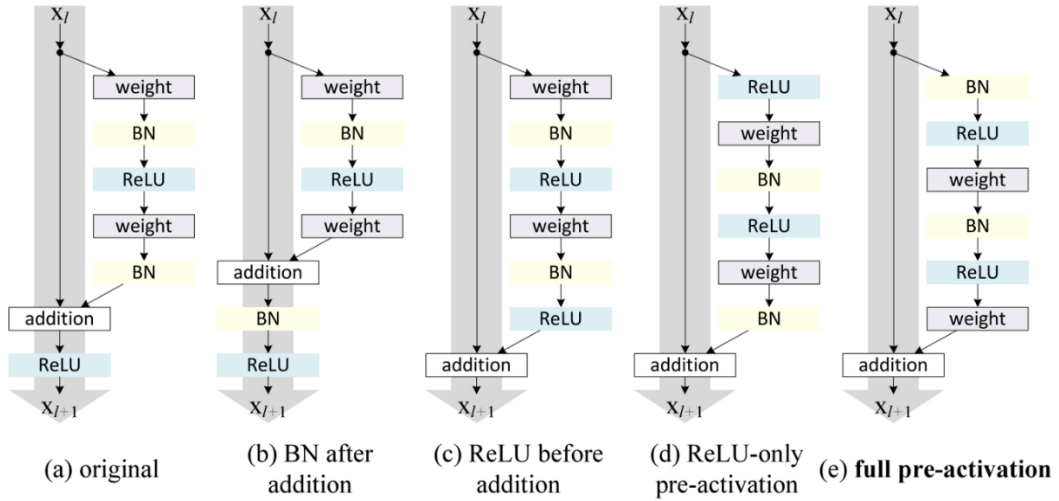 x_l
weight
BN
ReLU
weight
BN
addition
ReLU
x_{l+1}
(a) original
x_l
weight
BN
ReLU
weight
addition
BN
ReLU
x_{l+1}
(b) BN after
addition
x_l
weight
BN
ReLU
weight
BN
ReLU
addition
x_{l+1}
(c) ReLU before
addition
x_l
ReLU
weight
BN
ReLU
weight
BN
addition
x_{l+1}
(d) ReLU-only
pre-activation
x_l
BN
ReLU
weight
BN
ReLU
weight
addition
x_{l+1}
(e) full pre-activation